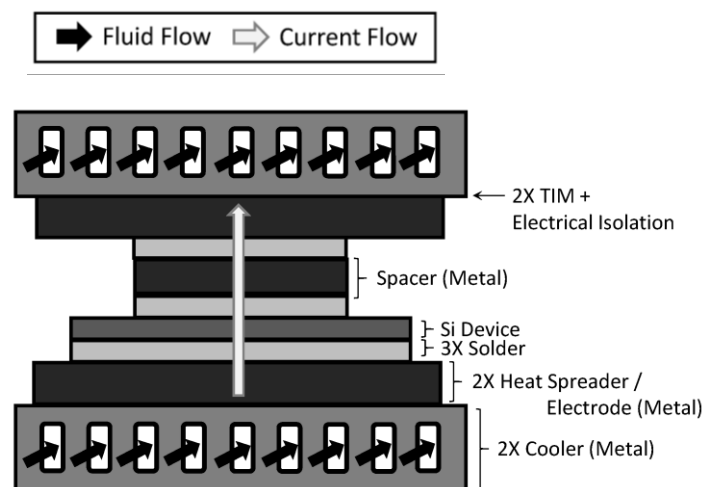 Fluid Flow
Current Flow
2X TIM +
Electrical Isolation
Spacer (Metal)
Si Device
3X Solder
2X Heat Spreader /
Electrode (Metal)
2X Cooler (Metal)